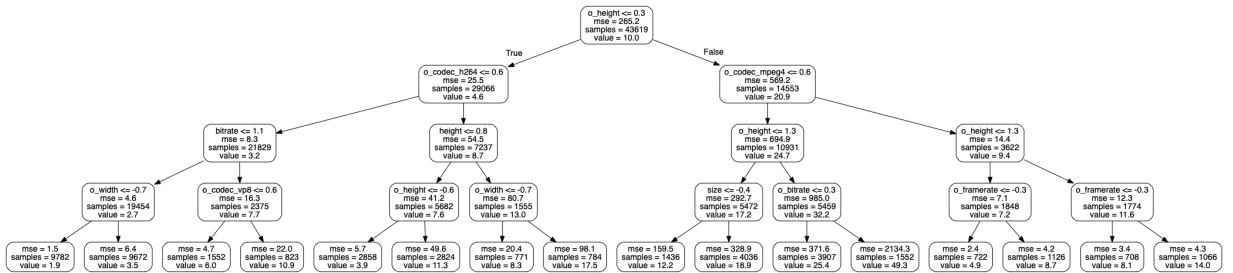 o_height <= 0.3
mse = 265.2
samples = 43619
value = 10.0
True
False
o_codec_h264 <= 0.6
mse = 25.5
samples = 29066
value = 4.6
o_codec_mpeg4 <= 0.6
mse = 569.2
samples = 14553
value = 20.9
bitrate <= 1.1
mse = 8.3
samples = 21829
value = 3.2
height <= 0.8
mse = 54.5
samples = 7237
value = 8.7
o_height <= 1.3
mse = 694.9
samples = 10931
value = 24.7
o_height <= 1.3
mse = 14.4
samples = 3622
value = 9.4
o_width <= -0.7
mse = 4.6
samples = 19454
value = 2.7
o_codec_vp8 <= 0.6
mse = 16.3
samples = 2375
value = 7.7
o_height <= -0.6
mse = 41.2
samples = 5682
value = 7.6
o_width <= -0.7
mse = 80.7
samples = 1555
value = 13.0
size <= -0.4
mse = 292.7
samples = 5472
value = 17.2
o_bitrate <= 0.3
mse = 985.0
samples = 5459
value = 32.2
o_framerate <= -0.3
mse = 7.1
samples = 1848
value = 7.2
o_framerate <= -0.3
mse = 12.3
samples = 1774
value = 11.6
mse = 1.5
samples = 9782
value = 1.9
mse = 6.4
samples = 9672
value = 3.5
mse = 4.7
samples = 1552
value = 6.0
mse = 22.0
samples = 823
value = 10.9
mse = 5.7
samples = 2858
value = 3.9
mse = 49.6
samples = 2824
value = 11.3
mse = 20.4
samples = 771
value = 8.3
mse = 98.1
samples = 784
value = 17.5
mse = 159.5
samples = 1436
value = 12.2
mse = 328.9
samples = 4036
value = 18.9
mse = 371.6
samples = 3907
value = 25.4
mse = 2134.3
samples = 1552
value = 49.3
mse = 2.4
samples = 722
value = 4.9
mse = 4.2
samples = 1126
value = 8.7
mse = 3.4
samples = 708
value = 8.1
mse = 4.3
samples = 1066
value = 14.0